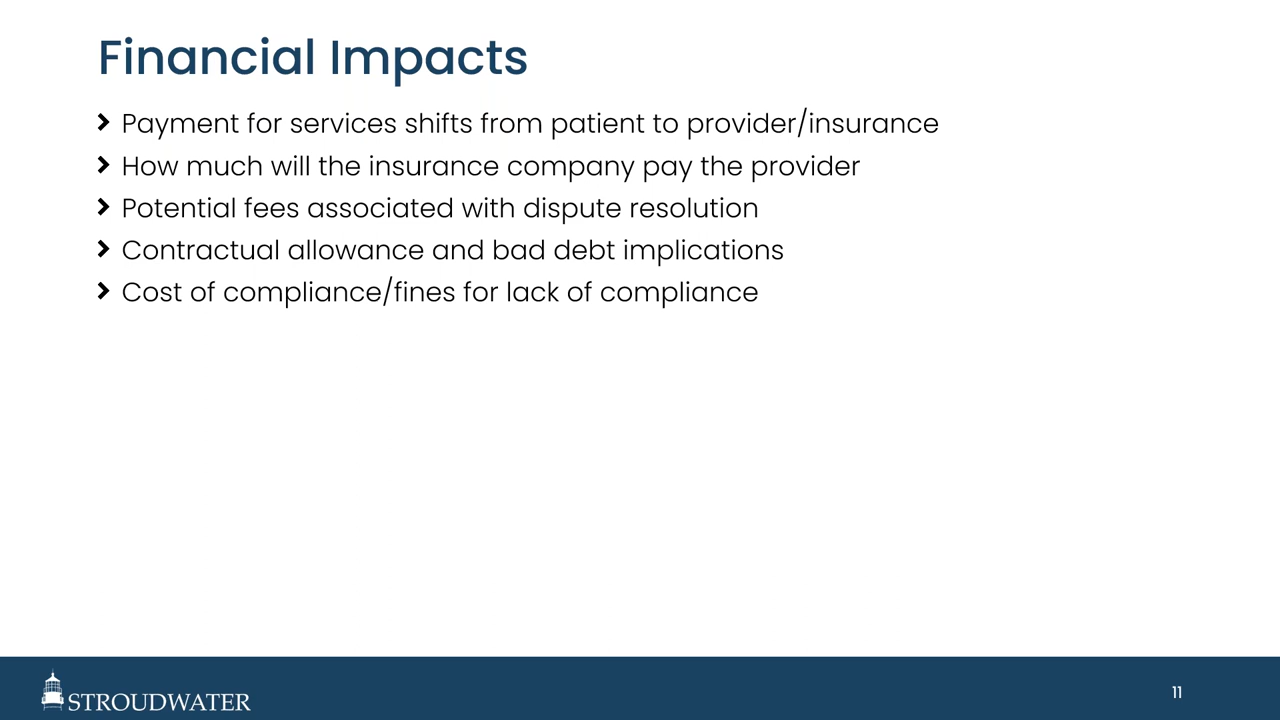 Financial Impacts
Payment for services shifts from patient to provider/insurance
How much will the insurance company pay the provider
Potential fees associated with dispute resolution
Contractual allowance and bad debt implications
Cost of compliance/fines for lack of compliance
STROUDWATER
11